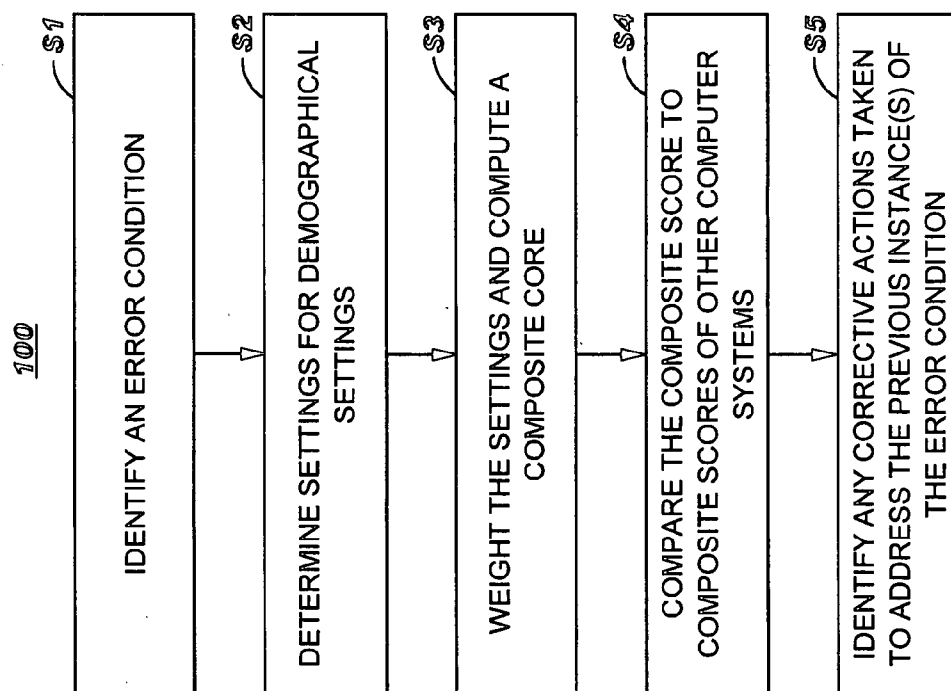 100
S1
IDENTIFY AN ERROR CONDITION
S2
DETERMINE SETTINGS FOR DEMOGRAPHICAL
SETTINGS
S3
WEIGHT THE SETTINGS AND COMPUTE A
COMPOSITE CORE
S4
COMPARE THE COMPOSITE SCORE TO
COMPOSITE SCORES OF OTHER COMPUTER
SYSTEMS
S5
IDENTIFY ANY CORRECTIVE ACTIONS TAKEN
TO ADDRESS THE PREVIOUS INSTANCE(S) OF
THE ERROR CONDITION